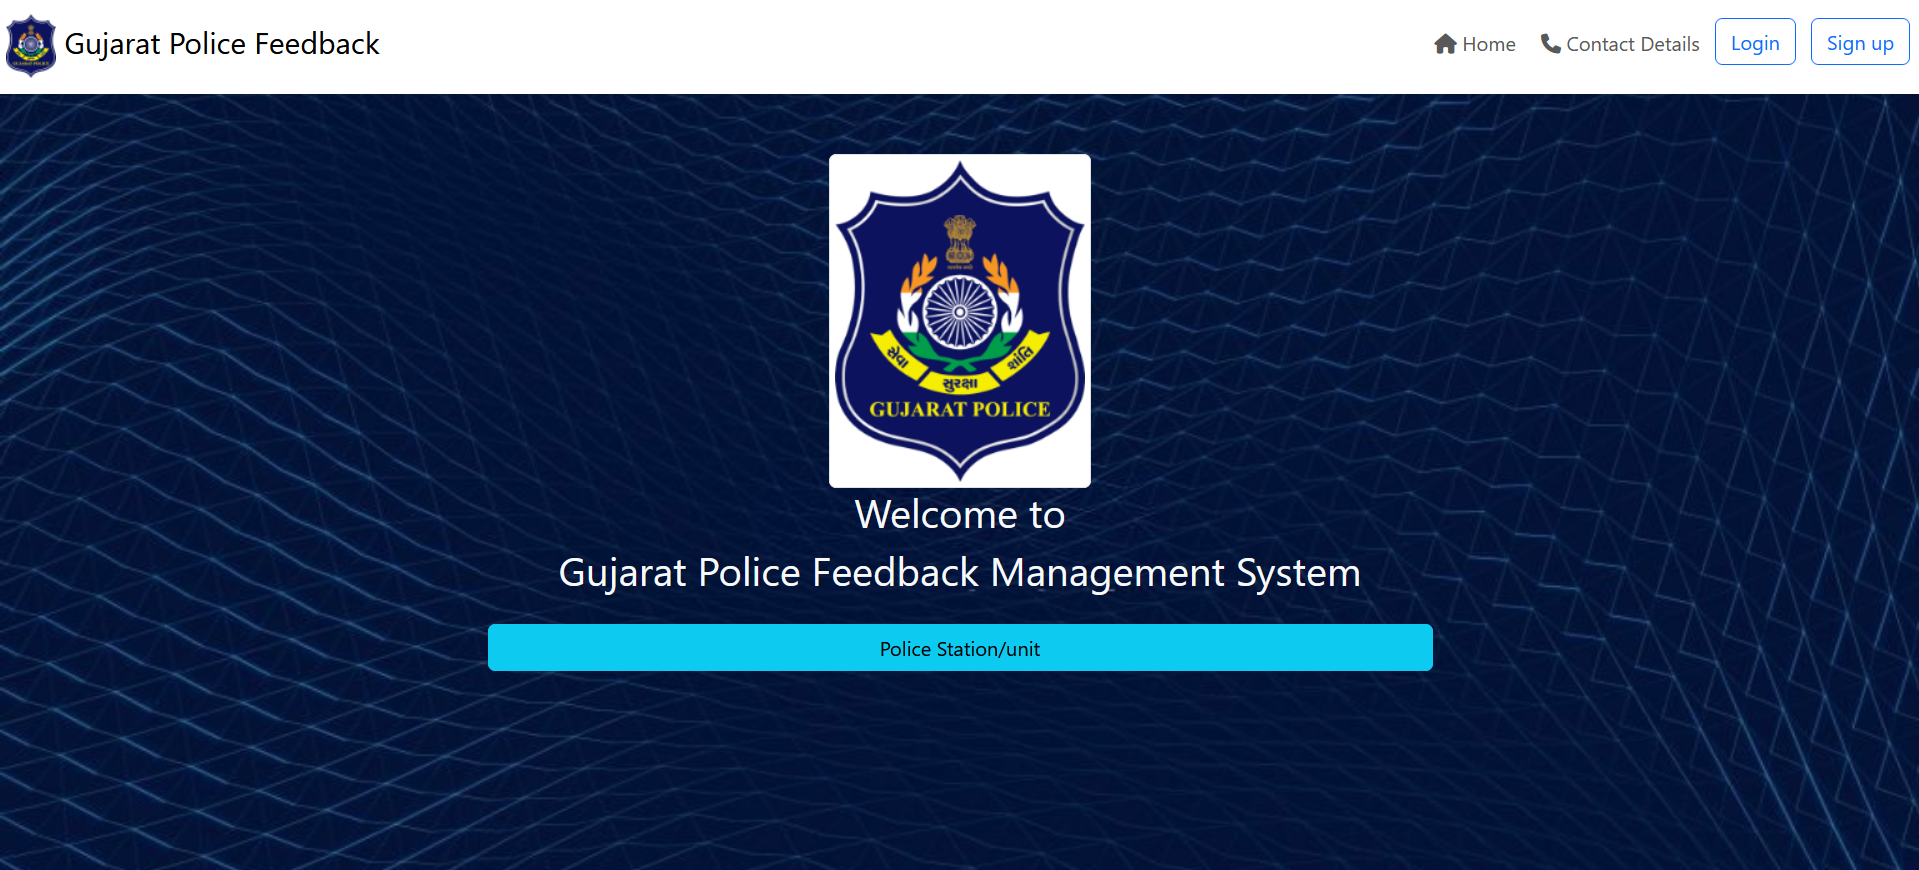 Gujarat Police Feedback
Home
Contact Details
Login
Sign up
સેવા
સુરક્ષા
શાંતિ
GUJARAT POLICE
Welcome to
Gujarat Police Feedback Management System
Police Station/unit